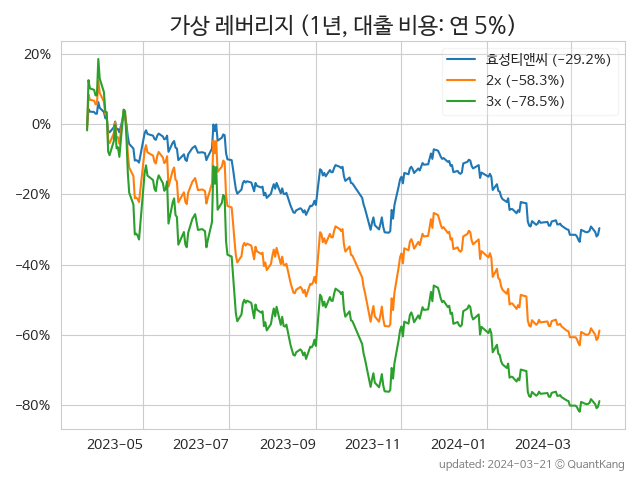 가상 레버리지 (1년, 대출 비용: 연 5%)
효성티앤씨 (−29.2%)
2x (−58.3%)
3x (−78.5%)
20%
0%
−20%
−40%
−60%
−80%
2023-05 2023-07 2023-09 2023-11 2024-01 2024-03
updated: 2024-03-21 © QuantKang